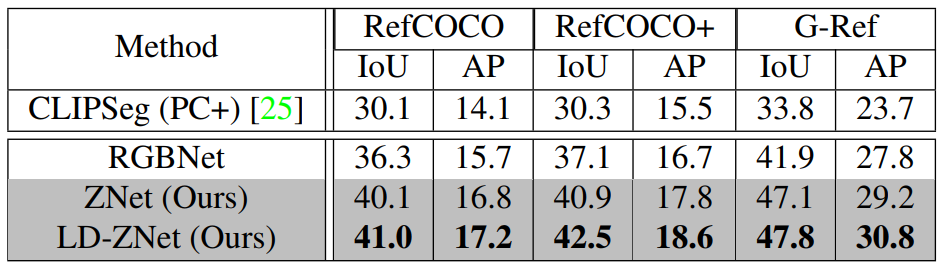 Method RefCOCO RefCOCO+ G-Ref
IoU AP IoU AP IoU AP
CLIPSeg (PC+) [25] 30.1 14.1 30.3 15.5 33.8 23.7
RGBNet 36.3 15.7 37.1 16.7 41.9 27.8
ZNet (Ours) 40.1 16.8 40.9 17.8 47.1 29.2
LD-ZNet (Ours) 41.0 17.2 42.5 18.6 47.8 30.8